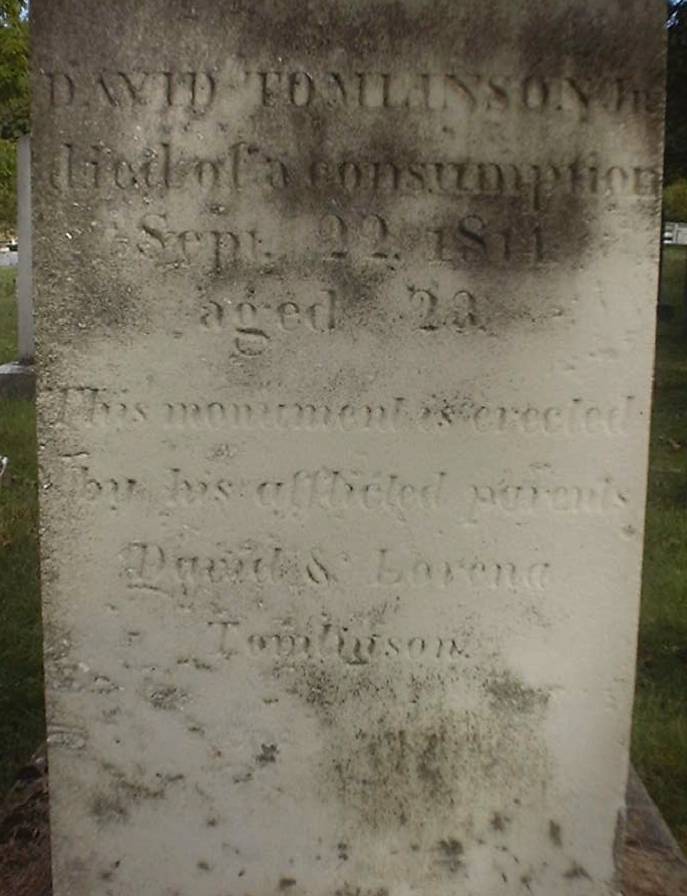 DAVID TOMLINSON Jr
died of a consumption
Sept. 22. 1811
aged 23
This monument is erected
by his afflicted parents
David & Lorena
Tomlinson.